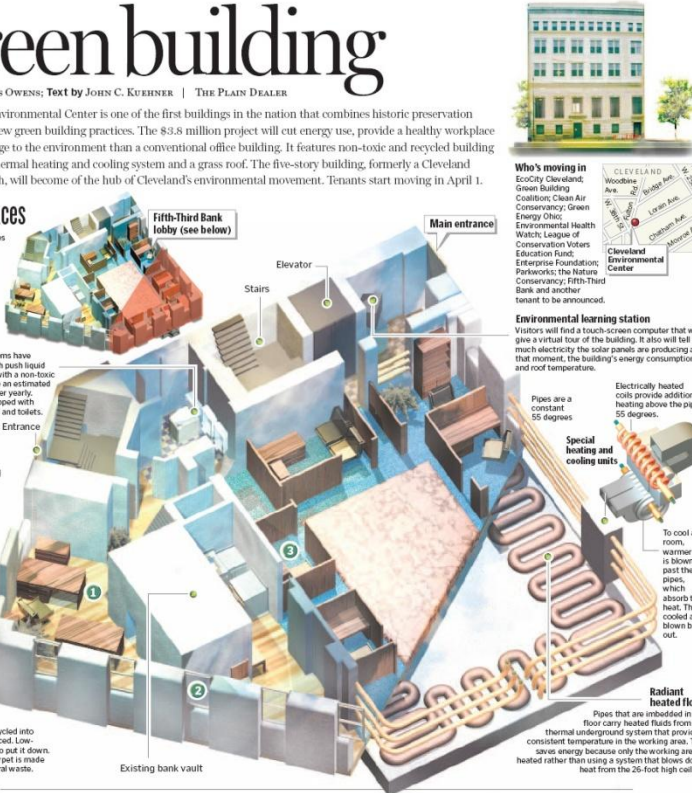 een building
s OWENS; Text by JOHN C. KUEHNER | THE PLAIN DEALER
vironmental Center is one of the first buildings in the nation that combines historic preservation
ew green building practices. The $3.8 million project will cut energy use, provide a healthy workplace
ge to the environment than a conventional office building. It features non-toxic and recycled building
ermal heating and cooling system and a grass roof. The five-story building, formerly a Cleveland
h, will become of the hub of Cleveland's environmental movement. Tenants start moving in April 1.
Who's moving in
EcoCity Cleveland;
Green Building
Coalition; Clean Air
Conservancy; Green
Energy Ohio;
Environmental Health
Watch; League of
Conservation Voters
Education Fund;
Enterprise Foundation;
Parkworks; the Nature
Conservancy; Fifth-Third
Bank and another
tenant to be announced.
CLEVELAND
Woodbine
Ave.
Bridge Ave.
Fulton Rd.
Lorain Ave.
Chatham Ave.
Monroe
W. 38th St.
Cleveland
Environmental
Center
ces
Fifth-Third Bank
lobby (see below)
Main entrance
Elevator
Stairs
Environmental learning station
Visitors will find a touch-screen computer that w
give a virtual tour of the building. It also will tell
much electricity the solar panels are producing a
that moment, the building's energy consumption
and roof temperature.
ms have
h push liquid
with a non-toxic
an estimated
er yearly.
ped with
and toilets.
Entrance
Pipes are a
constant
55 degrees
Electrically heated
coils provide addition
heating above the pip
55 degrees.
Special
heating and
cooling units
To cool a
room,
warmer
is blown
past the
pipes,
which
absorb t
heat. Th
cooled a
blown b
out.
1
2
3
Radiant
heated flo
Pipes that are imbedded in
floor carry heated fluids from
thermal underground system that provid
consistent temperature in the working area.
saves energy because only the working are
heated rather than using a system that blows do
heat from the 26-foot high ceil
ycled into
ced. Low-
o put it down.
pet is made
al waste.
Existing bank vault